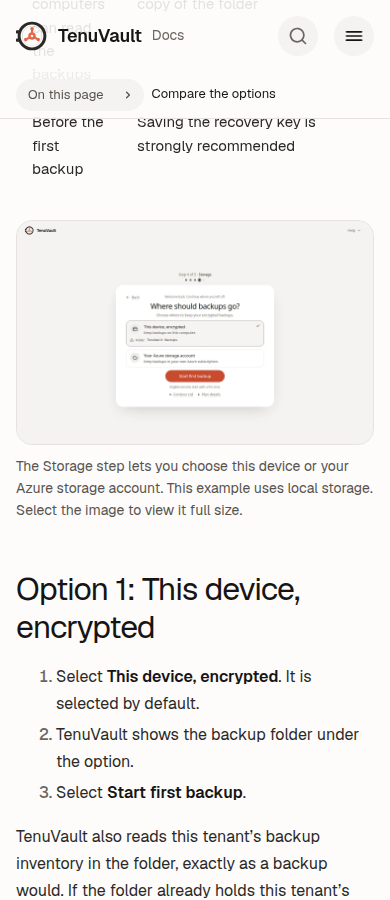 computers
copy of the folder
can read
the
backups
TenuVault Docs
On this page
Compare the options
Before the
first
backup
Saving the recovery key is
strongly recommended
TenuVault
Where should backups go?
This device, encrypted
Your Azure storage account
Start first backup
The Storage step lets you choose this device or your
Azure storage account. This example uses local storage.
Select the image to view it full size.
Option 1: This device,
encrypted
1. Select This device, encrypted. It is
selected by default.
2. TenuVault shows the backup folder under
the option.
3. Select Start first backup.
TenuVault also reads this tenant’s backup
inventory in the folder, exactly as a backup
would. If the folder already holds this tenant’s